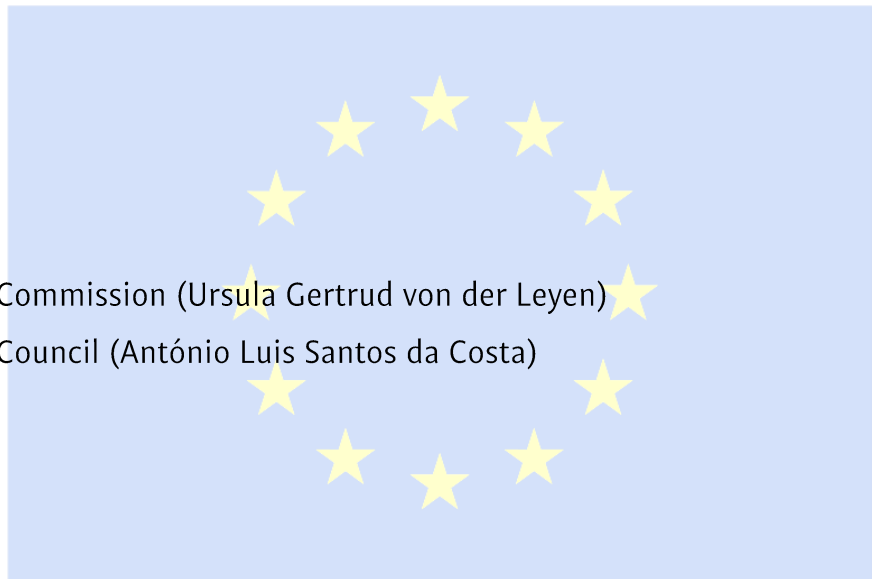 Commission (Ursula Gertrud von der Leyen)
Council (António Luis Santos da Costa)